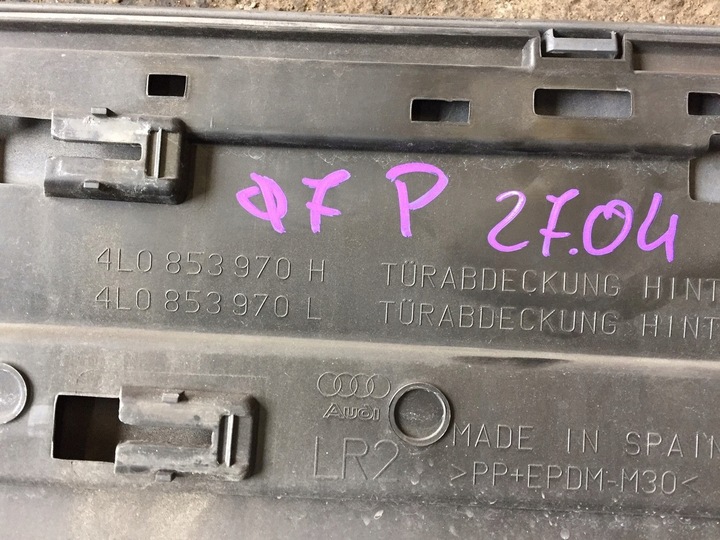 Q7 P 27.04
4L0 853 970 H TÜRABDECKUNG HINT
4L0 853 970 L TÜRABDECKUNG HINT
Audi
LR2
MADE IN SPAIN
>PP+EPDM-M30<